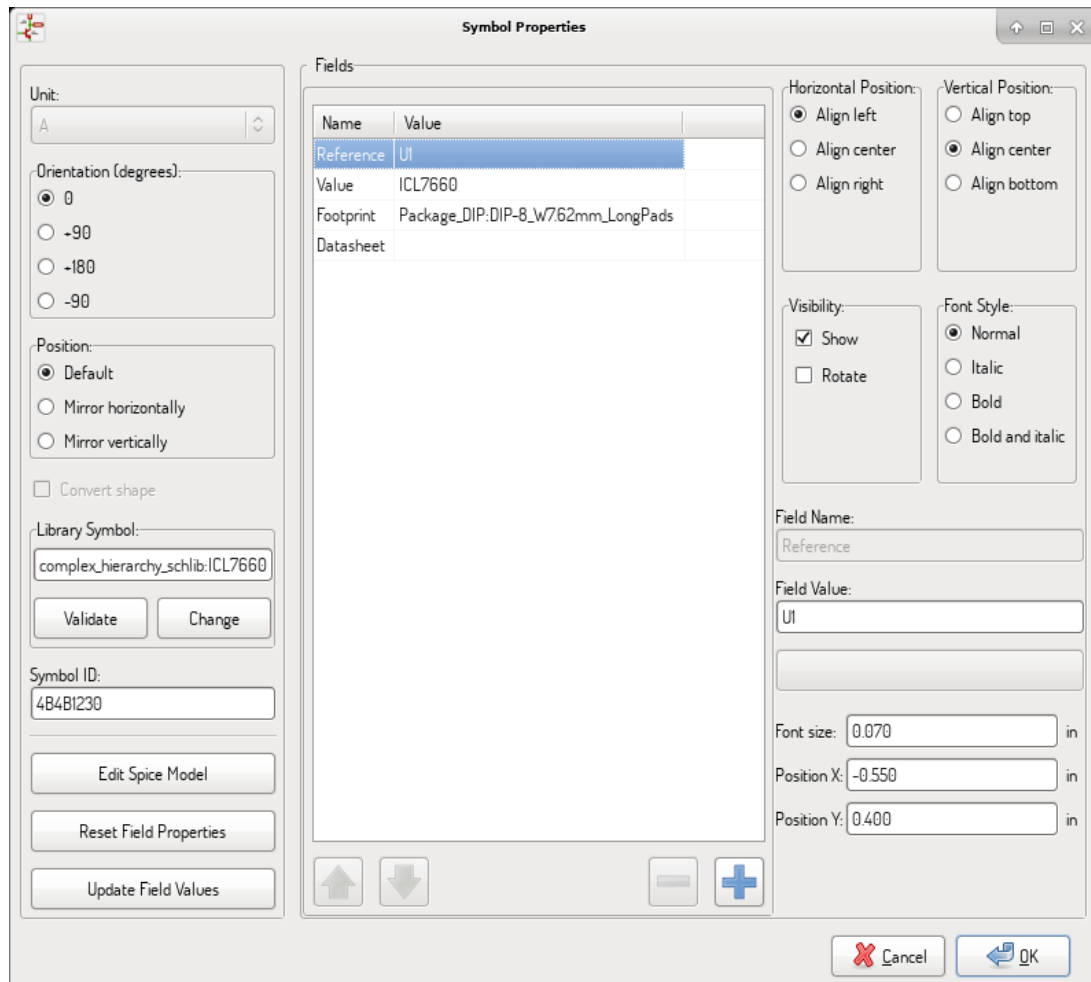 Symbol Properties
Unit:
A
Orientation (degrees):
0
+90
+180
-90
Position:
Default
Mirror horizontally
Mirror vertically
Convert shape
Library Symbol:
complex_hierarchy_schlib:ICL7660
Validate
Change
Symbol ID:
4B4B1230
Edit Spice Model
Reset Field Properties
Update Field Values
Fields
Name Value
Reference U1
Value ICL7660
Footprint Package_DIP:DIP-8_W7.62mm_LongPads
Datasheet
Horizontal Position:
Align left
Align center
Align right
Vertical Position:
Align top
Align center
Align bottom
Visibility:
Show
Rotate
Font Style:
Normal
Italic
Bold
Bold and italic
Field Name:
Reference
Field Value:
U1
Font size: 0.070 in
Position X: -0.550 in
Position Y: 0.400 in
Cancel
OK